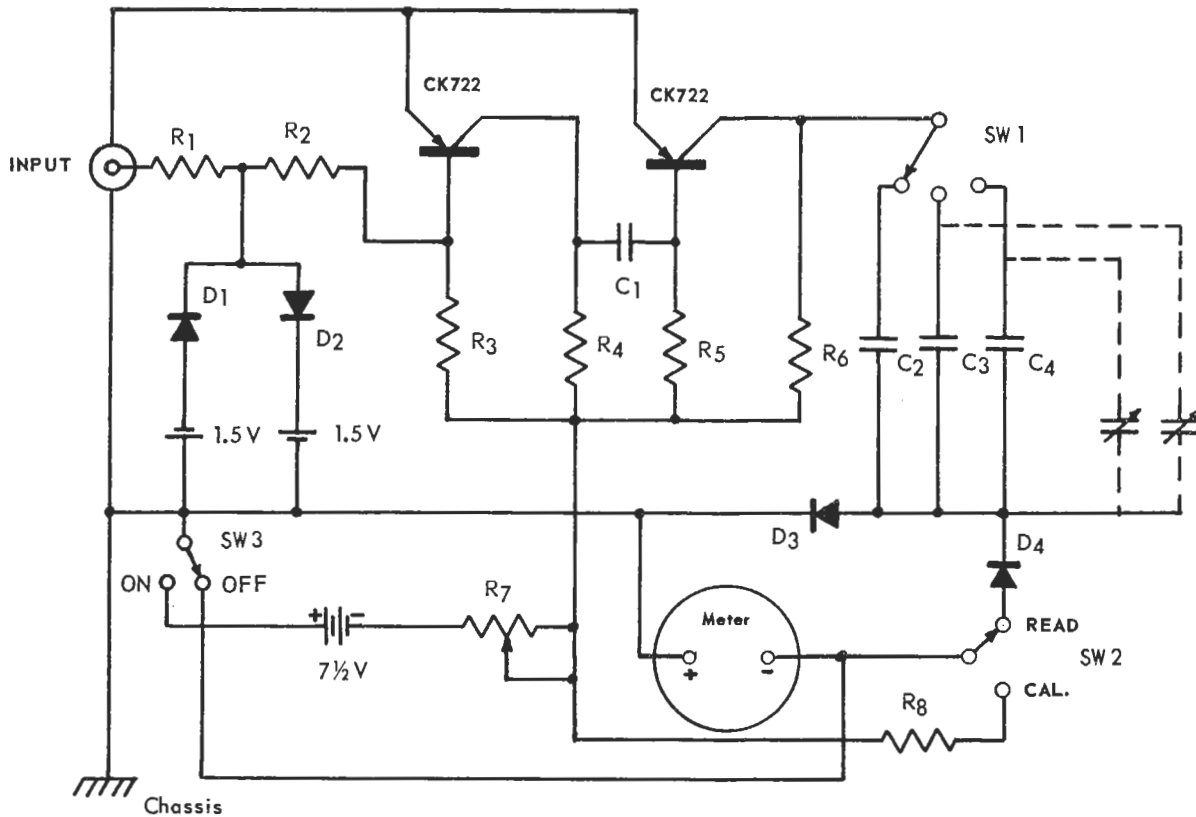 CK722
CK722
INPUT
R1
R2
SW 1
D1
D2
C1
R3
R4
R5
R6
C2
C3
C4
1.5 V
1.5 V
SW3
D3
D4
ON
OFF
R7
Meter
READ
+
-
7½ V
+
-
SW 2
CAL.
R8
Chassis